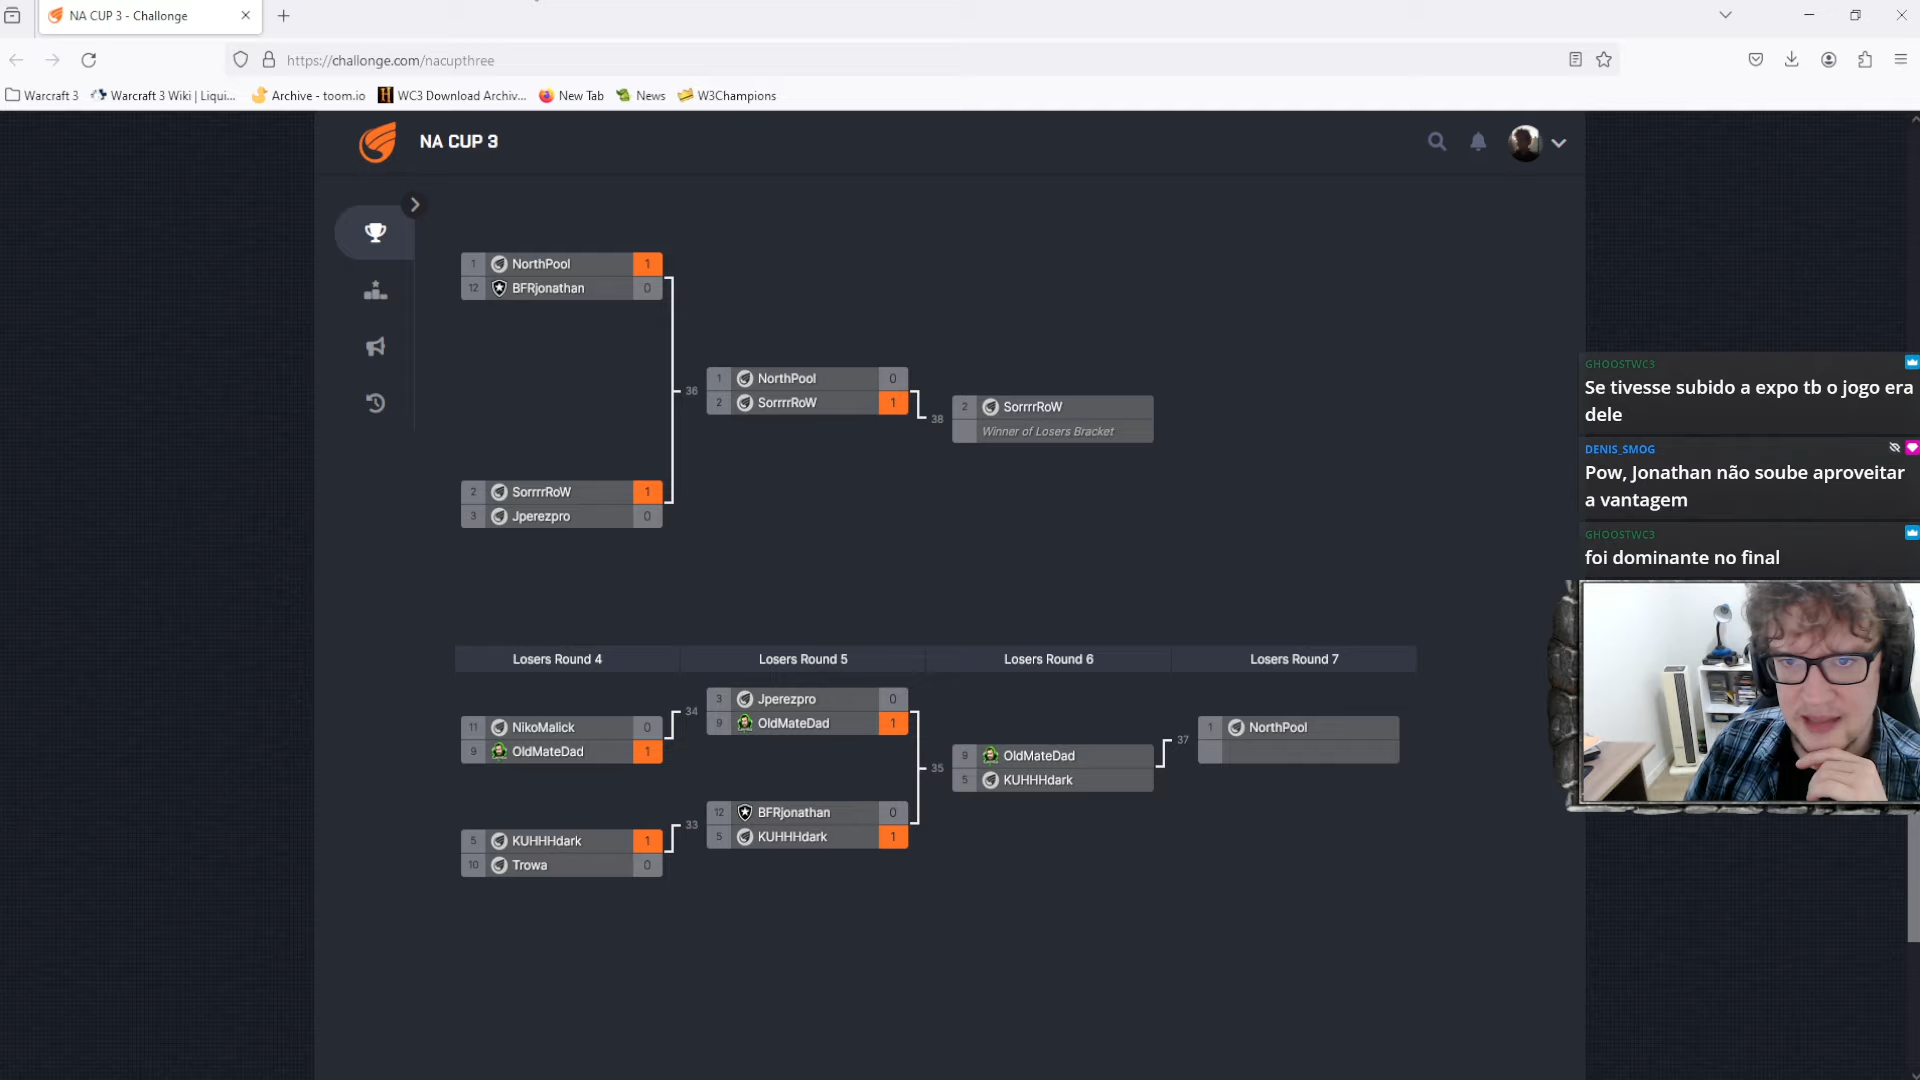 NA CUP 3 - Challonge
https://challonge.com/nacupthree
Warcraft 3
Warcraft 3 Wiki | Liqui...
Archive - toom.io
WC3 Download Archiv...
New Tab
News
W3Champions
NA CUP 3
1 NorthPool 1
12 BFRjonathan 0
36
1 NorthPool 0
2 SorrrrRoW 1
38
2 SorrrrRoW
Winner of Losers Bracket
2 SorrrrRoW 1
3 Jperezpro 0
Losers Round 4
Losers Round 5
Losers Round 6
Losers Round 7
11 NikoMalick 0
9 OldMateDad 1
34
3 Jperezpro 0
9 OldMateDad 1
35
9 OldMateDad
5 KUHHHdark
37
1 NorthPool
5 KUHHHdark 1
10 Trowa 0
33
12 BFRjonathan 0
5 KUHHHdark 1
GHOSTWC3
Se tivesse subido a expo tb o jogo era
dele
DENIS_SMOG
Pow, Jonathan não soube aproveitar
a vantagem
GHOOSTWC3
foi dominante no final